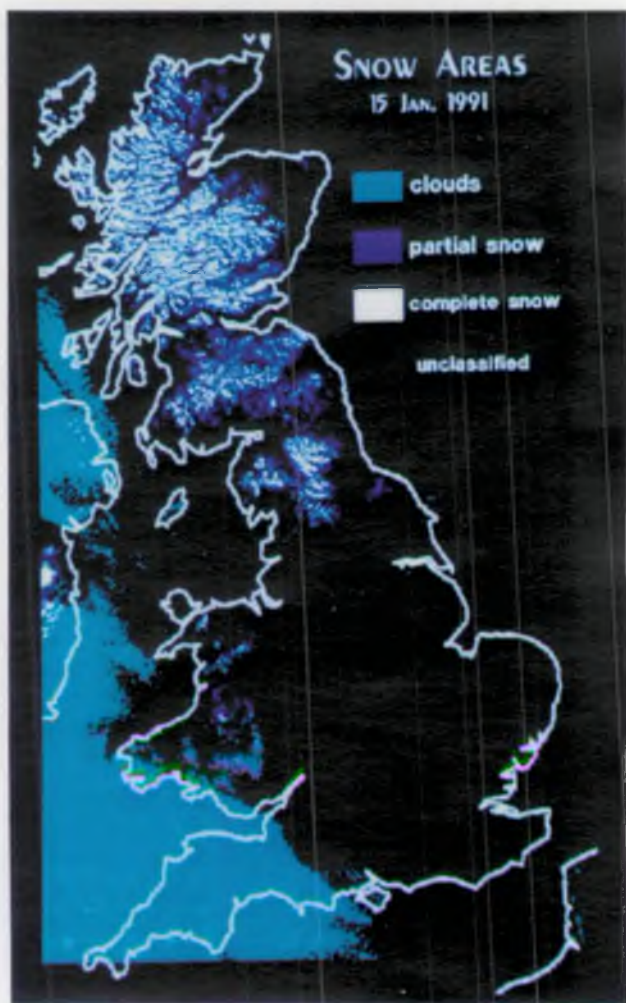 SNOW AREAS
15 JAN. 1991
clouds
partial snow
complete snow
unclassified